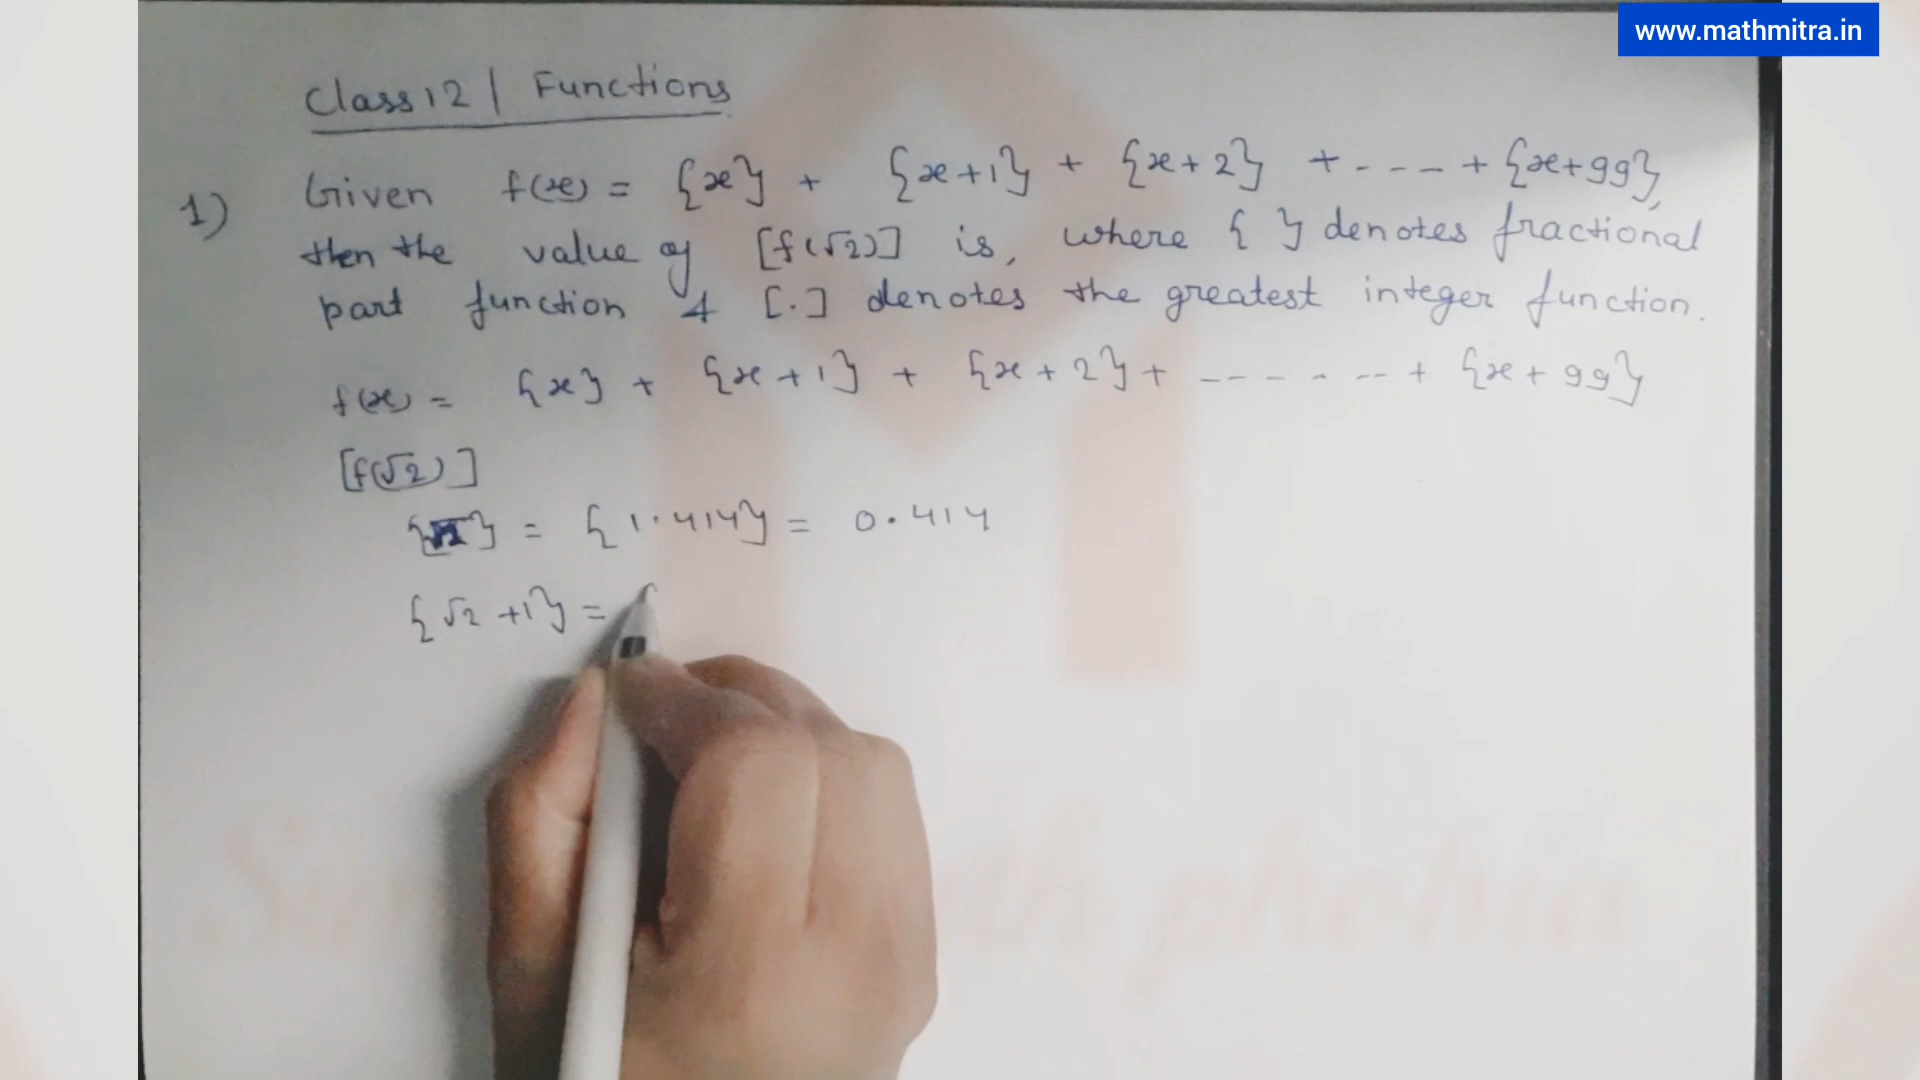 www.mathmitra.in
Class 12 | Functions
1) Given f(x) = {x} + {x+1} + {x+2} + - - - + {x+99},
then the value of [f(√2)] is, where { } denotes fractional
part function & [.] denotes the greatest integer function.
f(x) = {x} + {x+1} + {x+2} + - - - - - - + {x+99}
[f(√2)]
{√2} = {1.414} = 0.414
{√2 +1} = {